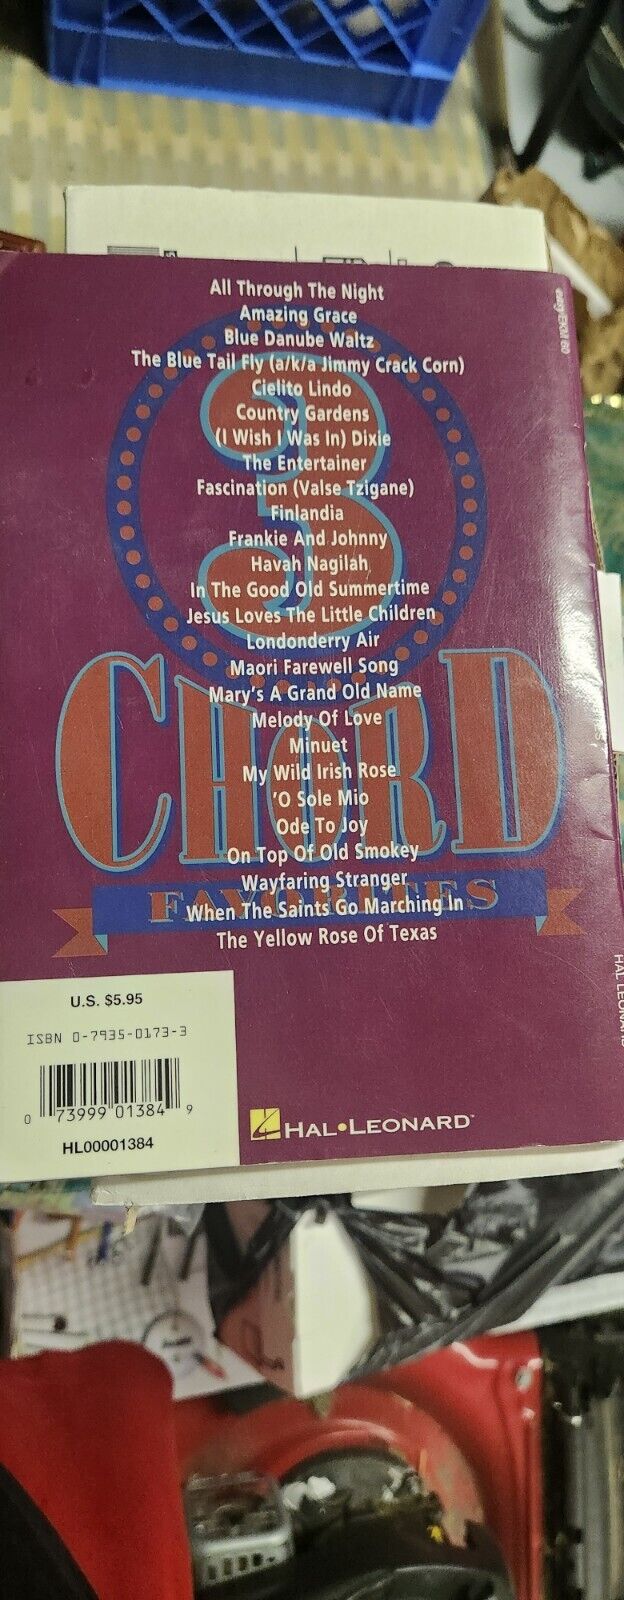 All Through The Night
Amazing Grace
Blue Danube Waltz
The Blue Tail Fly (a/k/a Jimmy Crack Corn)
Cielito Lindo
Country Gardens
(I Wish I Was In) Dixie
The Entertainer
Fascination (Valse Tzigane)
Finlandia
Frankie And Johnny
Havah Nagilah
In The Good Old Summertime
Jesus Loves The Little Children
Londonderry Air
Maori Farewell Song
Mary's A Grand Old Name
Melody Of Love
Minuet
My Wild Irish Rose
'O Sole Mio
Ode To Joy
On Top Of Old Smokey
Wayfaring Stranger
When The Saints Go Marching In
The Yellow Rose Of Texas
3
CHORD
FAVORITES
U.S. $5.95
ISBN 0-7935-0173-3
0 73999 01384 9
HL00001384
HAL•LEONARD
HAL LEONARD